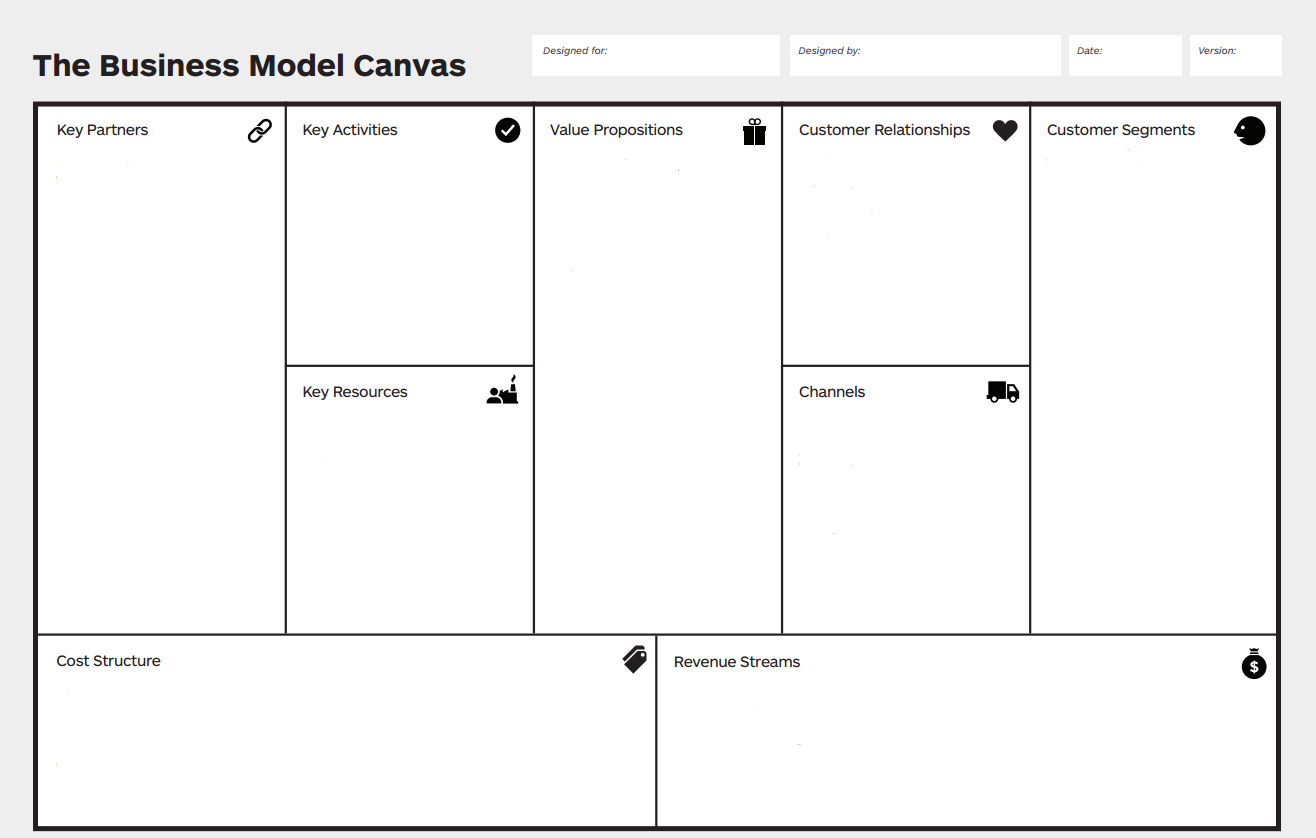 The Business Model Canvas
Designed for:
Designed by:
Date:
Version:
Key Partners
Key Activities
Value Propositions
Customer Relationships
Customer Segments
Key Resources
Channels
Cost Structure
Revenue Streams
$